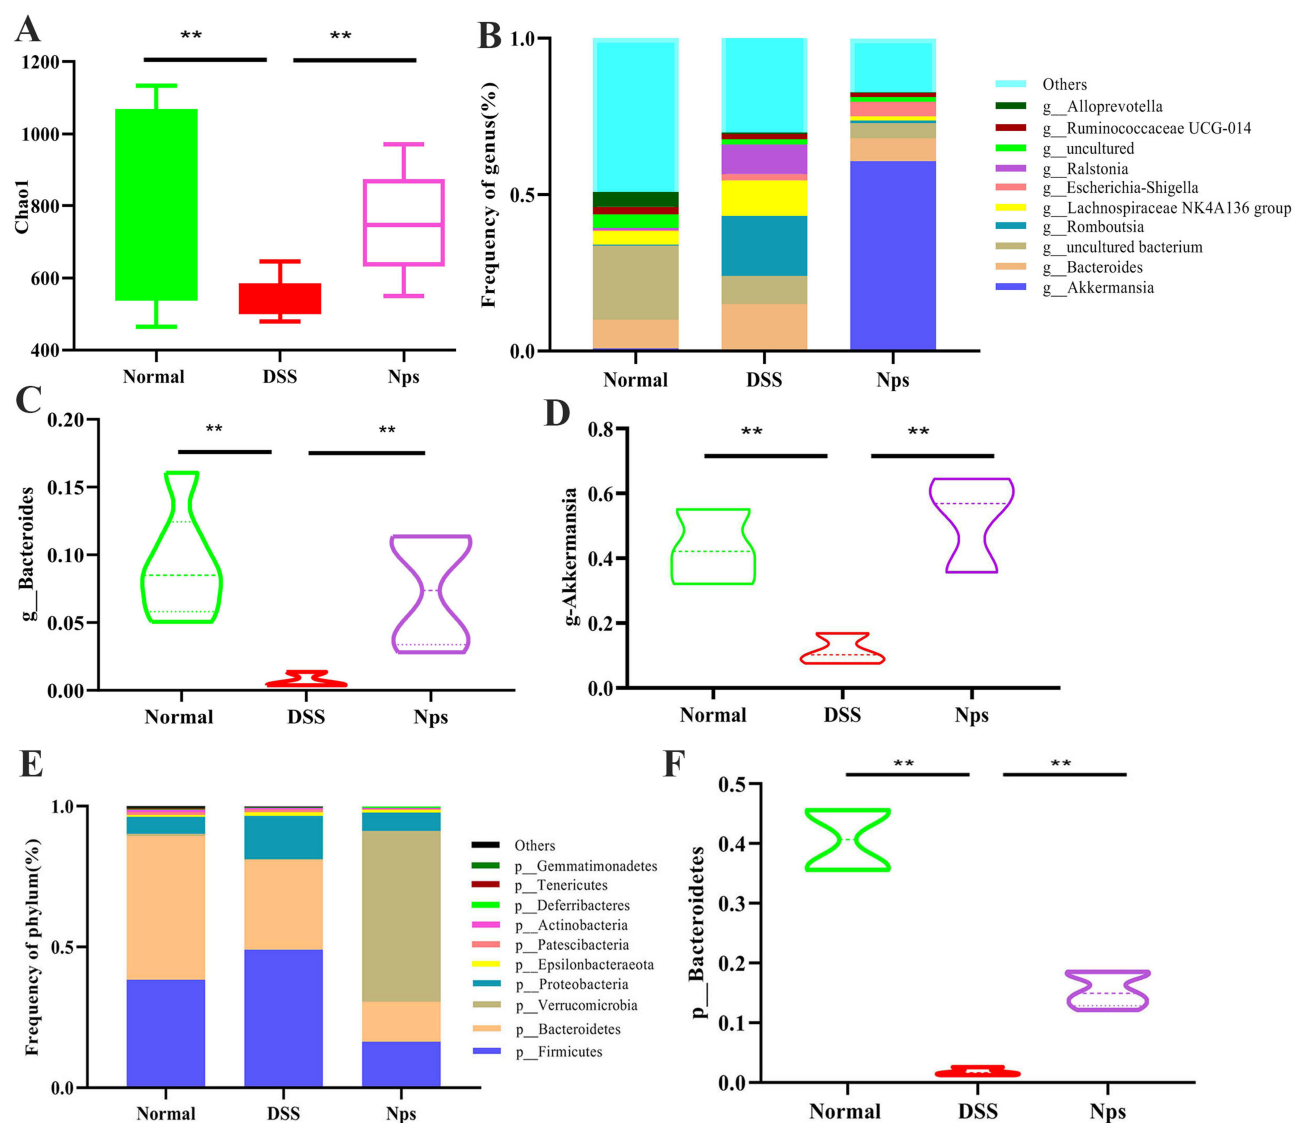 A
**
**
1200
1000
800
600
400
Chao1
Normal
DSS
Nps
B
1.0
0.5
0.0
Frequency of genus(%)
Normal
DSS
Nps
Others
g__Alloprevotella
g__Ruminococcaceae UCG-014
g__uncultured
g__Ralstonia
g__Escherichia-Shigella
g__Lachnospiraceae NK4A136 group
g__Romboutsia
g__uncultured bacterium
g__Bacteroides
g__Akkermansia
C
**
**
0.20
0.15
0.10
0.05
0.00
g__Bacteroides
Normal
DSS
Nps
D
**
**
0.8
0.6
0.4
0.2
0.0
g-Akkermansia
Normal
DSS
Nps
E
1.0
0.5
0.0
Frequency of phylum(%)
Normal
DSS
Nps
Others
p__Gemmatimonadetes
p__Tenericutes
p__Deferribacteres
p__Actinobacteria
p__Patescibacteria
p__Epsilonbacteraeota
p__Proteobacteria
p__Verrucomicrobia
p__Bacteroidetes
p__Firmicutes
F
**
**
0.5
0.4
0.3
0.2
0.1
0.0
p__Bacteroidetes
Normal
DSS
Nps